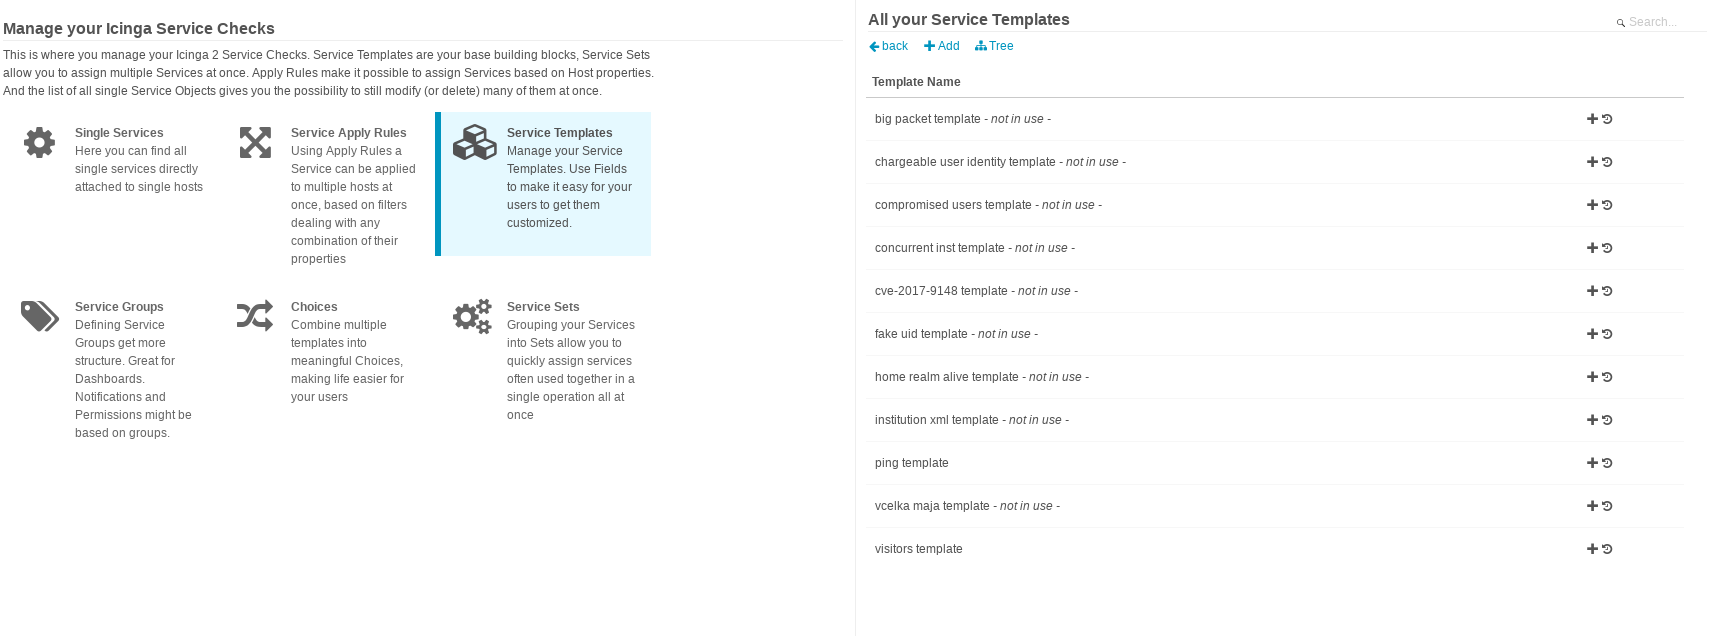 Manage your Icinga Service Checks
This is where you manage your Icinga 2 Service Checks. Service Templates are your base building blocks, Service Sets
allow you to assign multiple Services at once. Apply Rules make it possible to assign Services based on Host properties.
And the list of all single Service Objects gives you the possibility to still modify (or delete) many of them at once.
Single Services
Here you can find all
single services directly
attached to single hosts
Service Apply Rules
Using Apply Rules a
Service can be applied
to multiple hosts at
once, based on filters
dealing with any
combination of their
properties
Service Templates
Manage your Service
Templates. Use Fields
to make it easy for your
users to get them
customized.
Service Groups
Defining Service
Groups get more
structure. Great for
Dashboards.
Notifications and
Permissions might be
based on groups.
Choices
Combine multiple
templates into
meaningful Choices,
making life easier for
your users
Service Sets
Grouping your Services
into Sets allow you to
quickly assign services
often used together in a
single operation all at
once
All your Service Templates
Search...
back Add Tree
Template Name
big packet template - not in use -
chargeable user identity template - not in use -
compromised users template - not in use -
concurrent inst template - not in use -
cve-2017-9148 template - not in use -
fake uid template - not in use -
home realm alive template - not in use -
institution xml template - not in use -
ping template
vcelka maja template - not in use -
visitors template